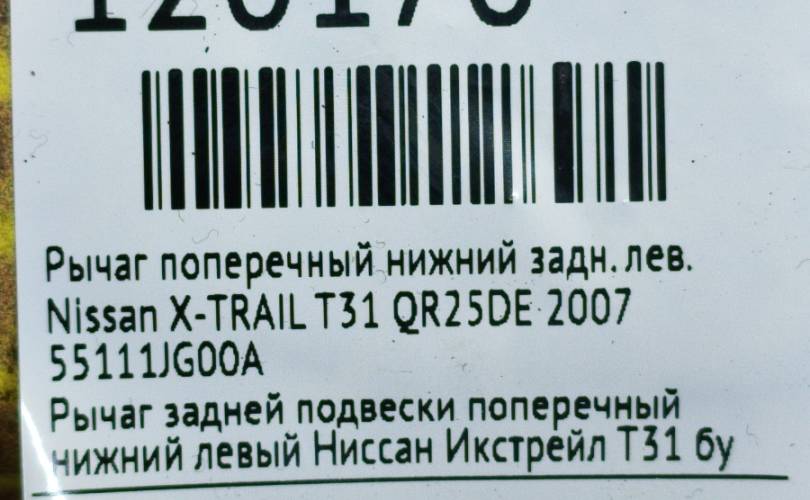 Рычаг поперечный нижний задн. лев.
Nissan X-TRAIL T31 QR25DE 2007
55111JG00A
Рычаг задней подвески поперечный
нижний левый Ниссан Икстрейл Т31 бу